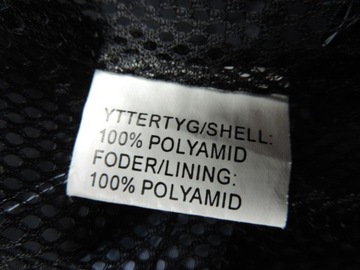 YTTERTYG/SHELL:
100% POLYAMID
FODER/LINING:
100% POLYAMID